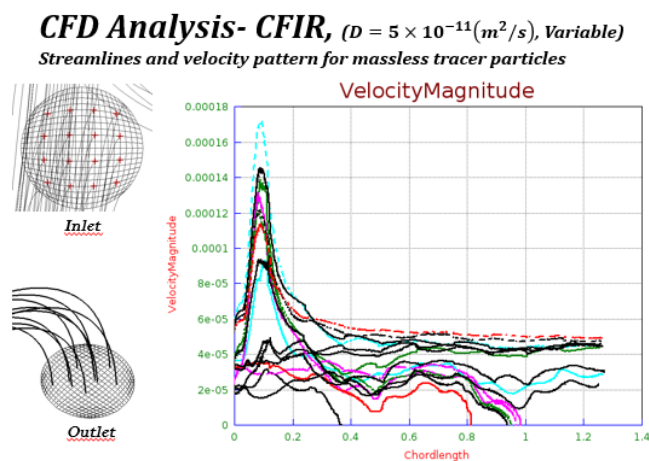 CFD Analysis- CFIR, (D = 5 × 10⁻¹¹(m²/s), Variable)
Streamlines and velocity pattern for massless tracer particles
Inlet
Outlet
VelocityMagnitude
0.00018
0.00016
0.00014
0.00012
0.0001
8e-05
6e-05
4e-05
2e-05
0
VelocityMagnitude
0 0.2 0.4 0.6 0.8 1 1.2 1.4
Chordlength